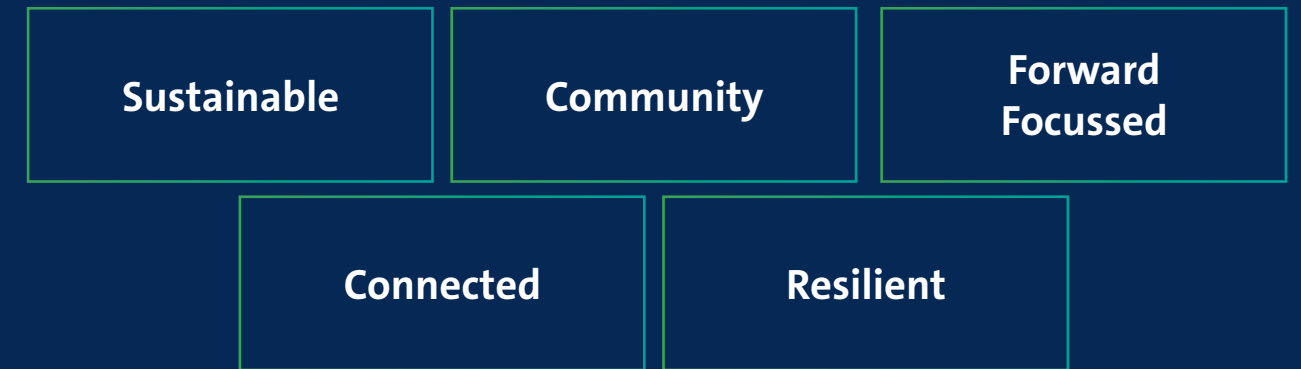 Sustainable
Community
Forward
Focussed
Connected
Resilient